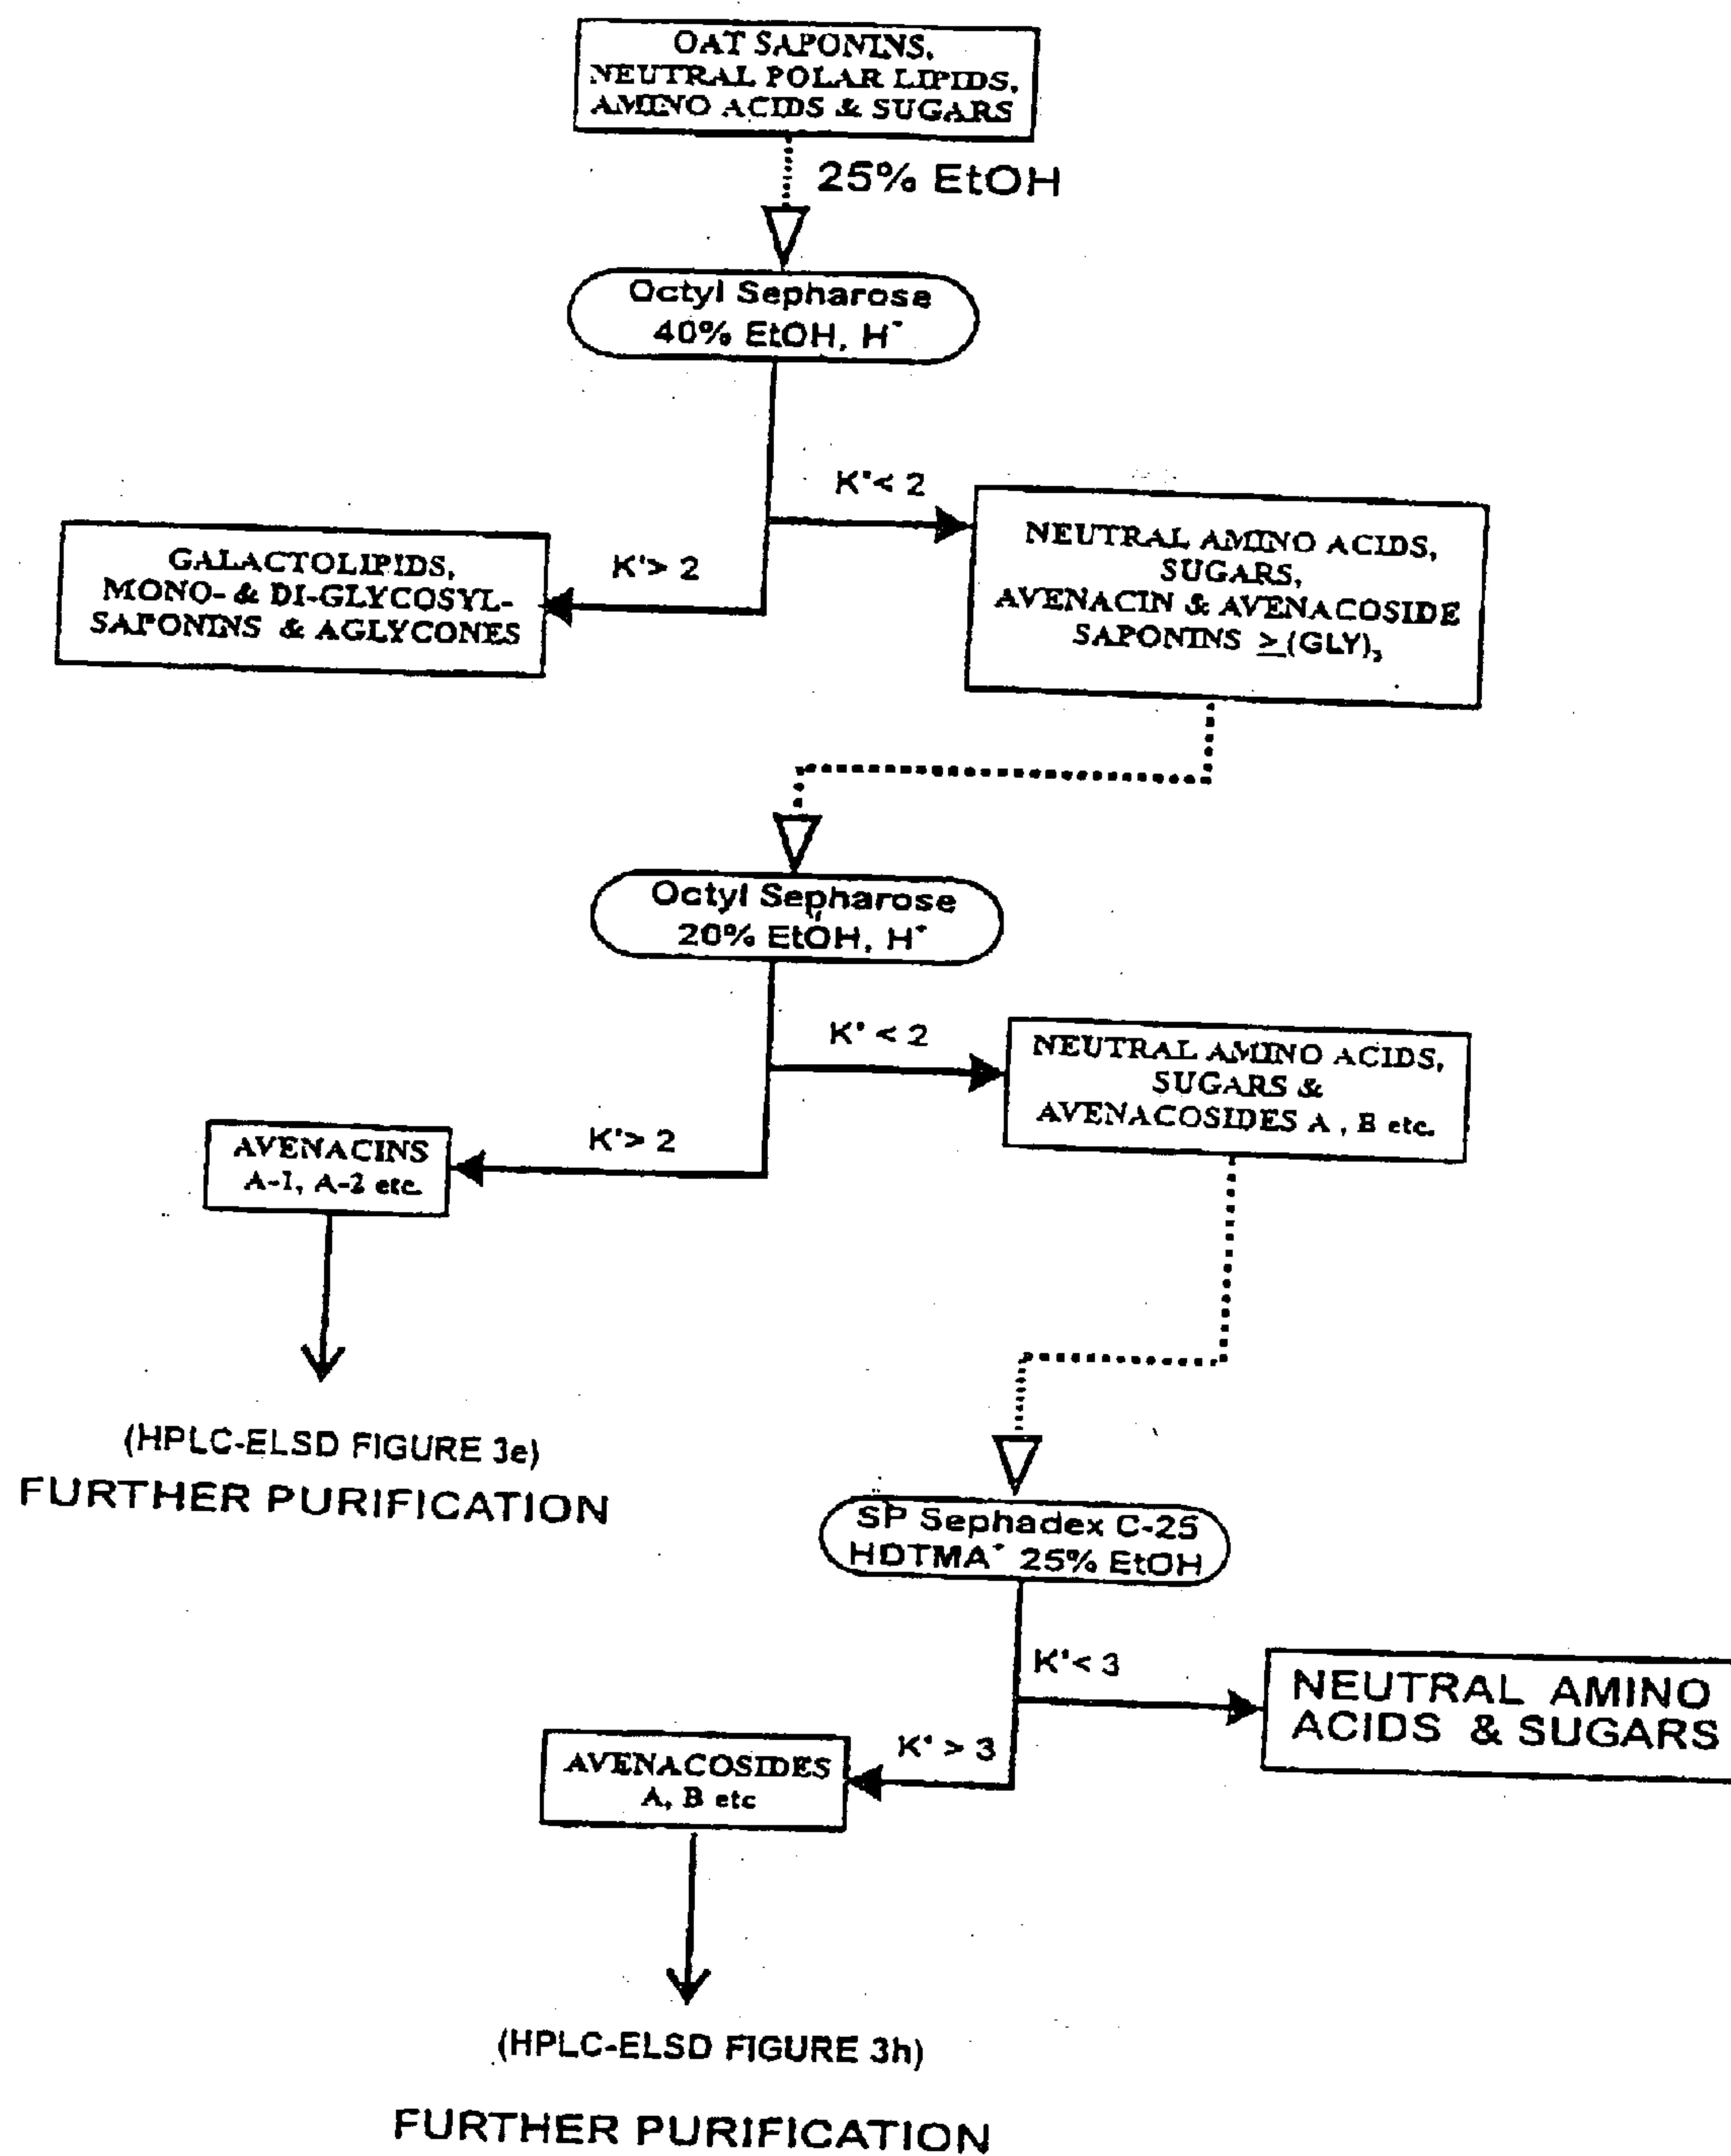 OAT SAPONINS,
NEUTRAL POLAR LIPIDS,
AMINO ACIDS & SUGARS
25% EtOH
Octyl Sepharose
40% EtOH, H⁺
K'< 2
K'> 2
GALACTOLIPIDS,
MONO- & DI-GLYCOSYL-
SAPONINS & AGLYCONES
NEUTRAL AMINO ACIDS,
SUGARS,
AVENACIN & AVENACOSIDE
SAPONINS ≥(GLY)₃
Octyl Sepharose
20% EtOH, H⁺
K' < 2
K'> 2
NEUTRAL AMINO ACIDS,
SUGARS &
AVENACOSIDES A , B etc.
AVENACINS
A-1, A-2 etc.
(HPLC-ELSD FIGURE 3e)
FURTHER PURIFICATION
SP Sephadex C-25
HDTMA⁺ 25% EtOH
K'< 3
K' > 3
NEUTRAL AMINO
ACIDS & SUGARS
AVENACOSIDES
A, B etc
(HPLC-ELSD FIGURE 3h)
FURTHER PURIFICATION